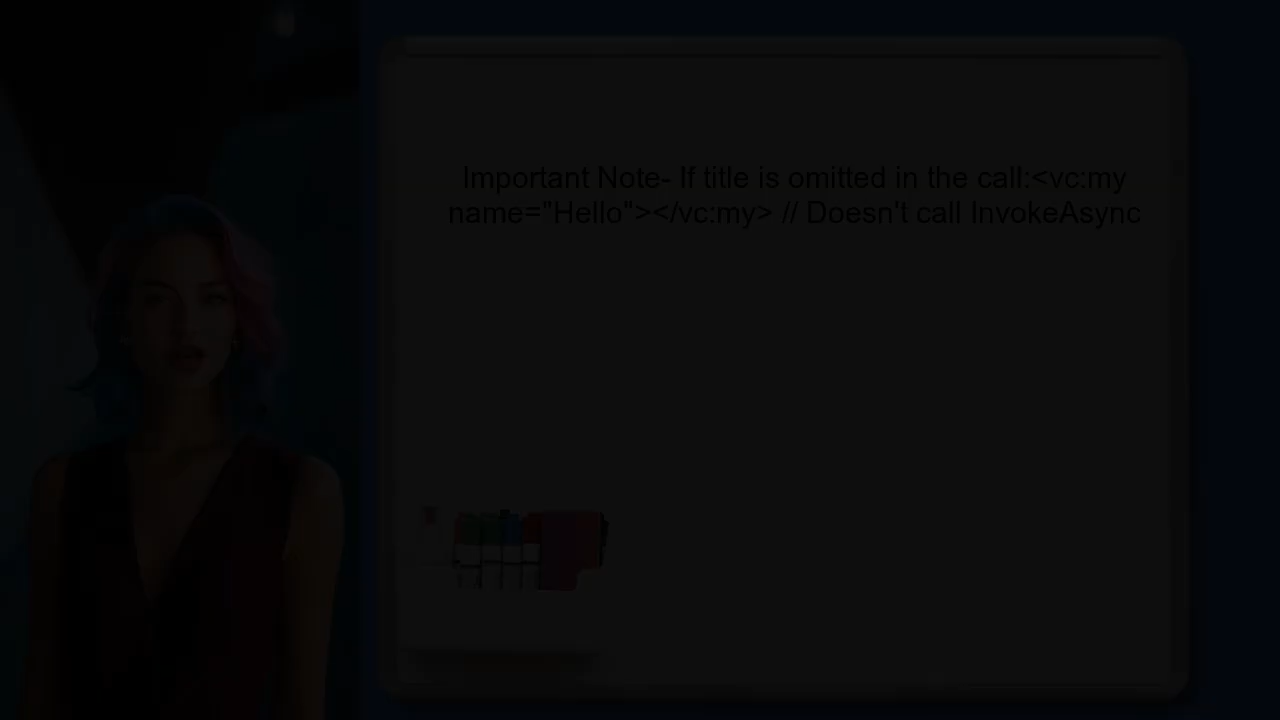 Important Note- If title is omitted in the call:<vc:my
name="Hello"></vc:my> // Doesn't call InvokeAsync